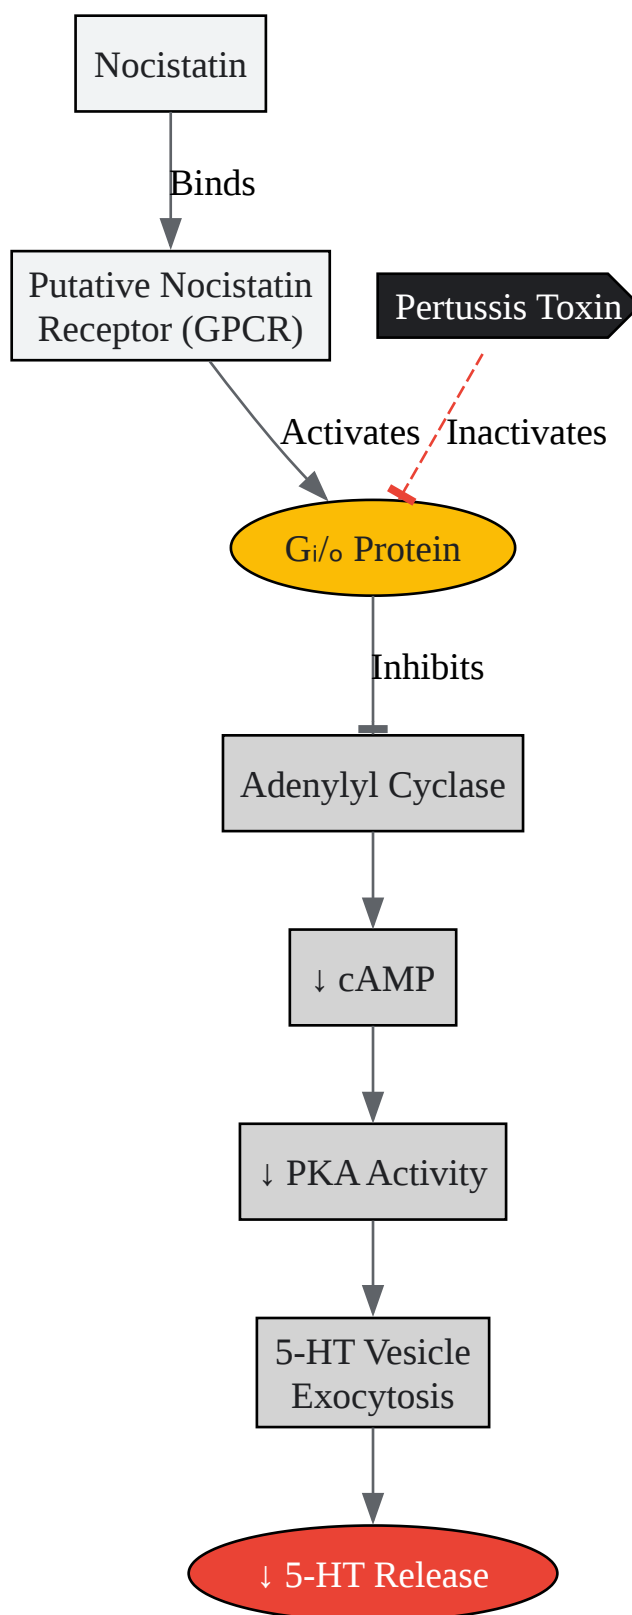 Nocistatin
Binds
Putative Nocistatin
Receptor (GPCR)
Pertussis Toxin
Activates
Inactivates
Gᵢ/ₒ Protein
Inhibits
Adenylyl Cyclase
↓ cAMP
↓ PKA Activity
5-HT Vesicle
Exocytosis
↓ 5-HT Release